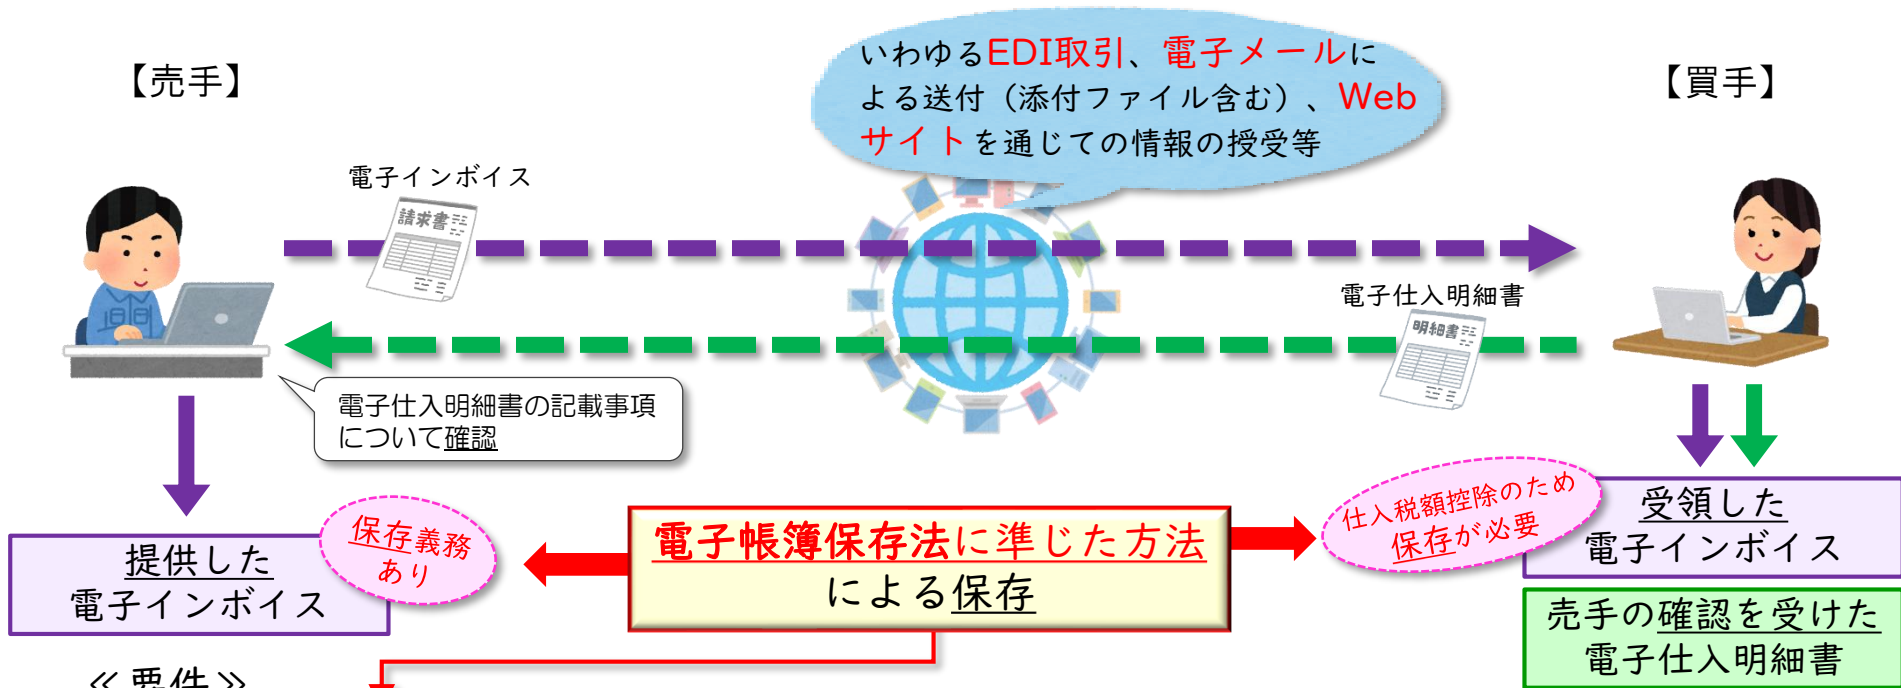 【売手】
いわゆるEDI取引、電子メールに
よる送付（添付ファイル含む）、Web
サイトを通じての情報の授受等
【買手】
電子インボイス
請求書
電子仕入明細書
明細書
電子仕入明細書の記載事項
について確認
提供した
電子インボイス
保存義務
あり
電子帳簿保存法に準じた方法
による保存
仕入税額控除のため
保存が必要
受領した
電子インボイス
売手の確認を受けた
電子仕入明細書
≪要件≫